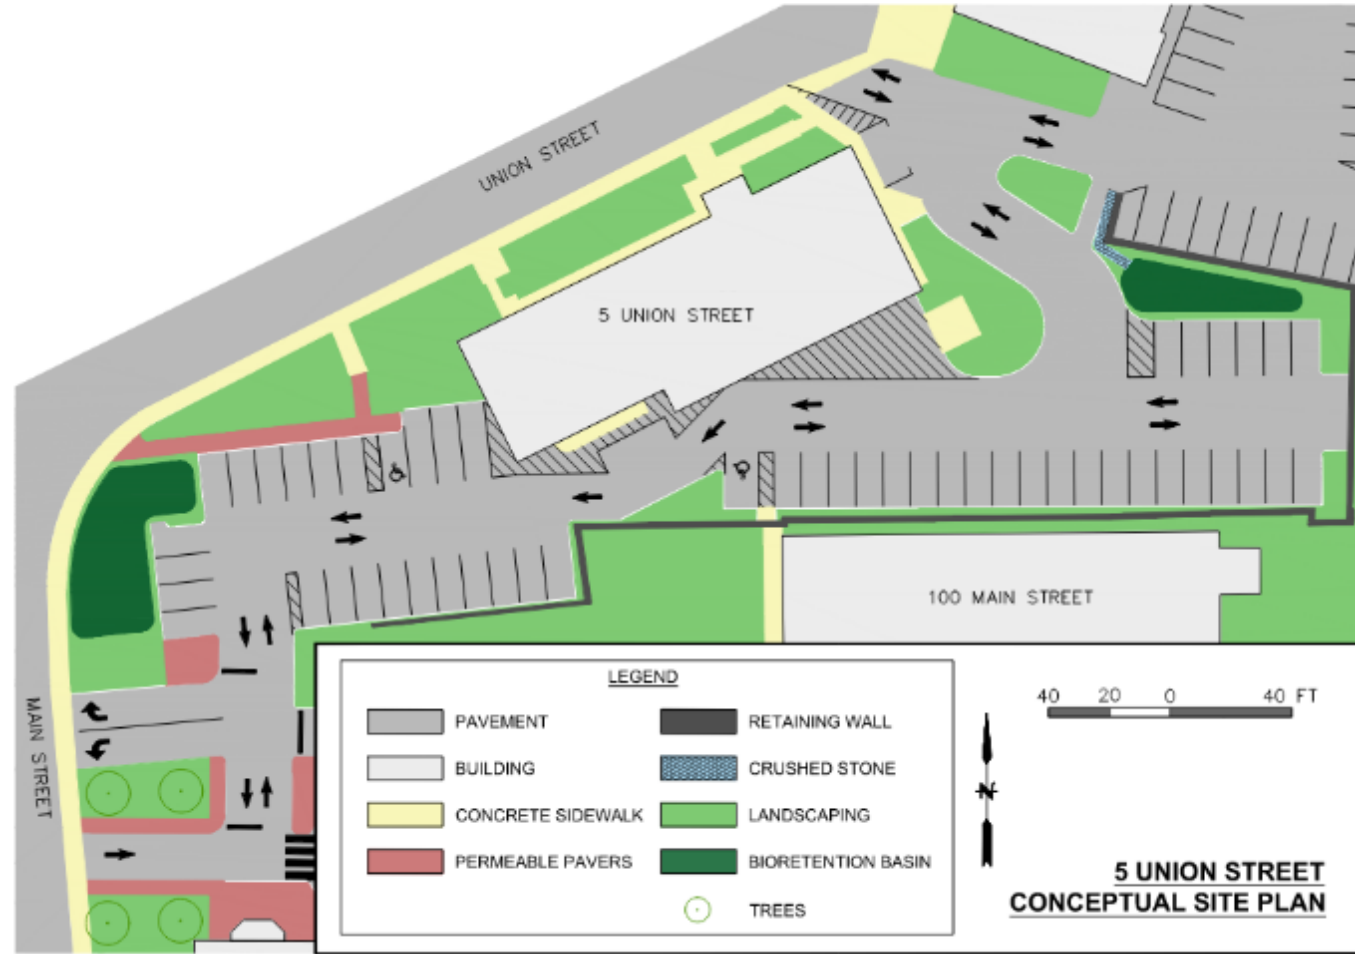 UNION STREET
5 UNION STREET
100 MAIN STREET
MAIN STREET
LEGEND
PAVEMENT
BUILDING
CONCRETE SIDEWALK
PERMEABLE PAVERS
RETAINING WALL
CRUSHED STONE
LANDSCAPING
BIORETENTION BASIN
TREES
40 20 0 40 FT
N
5 UNION STREET
CONCEPTUAL SITE PLAN